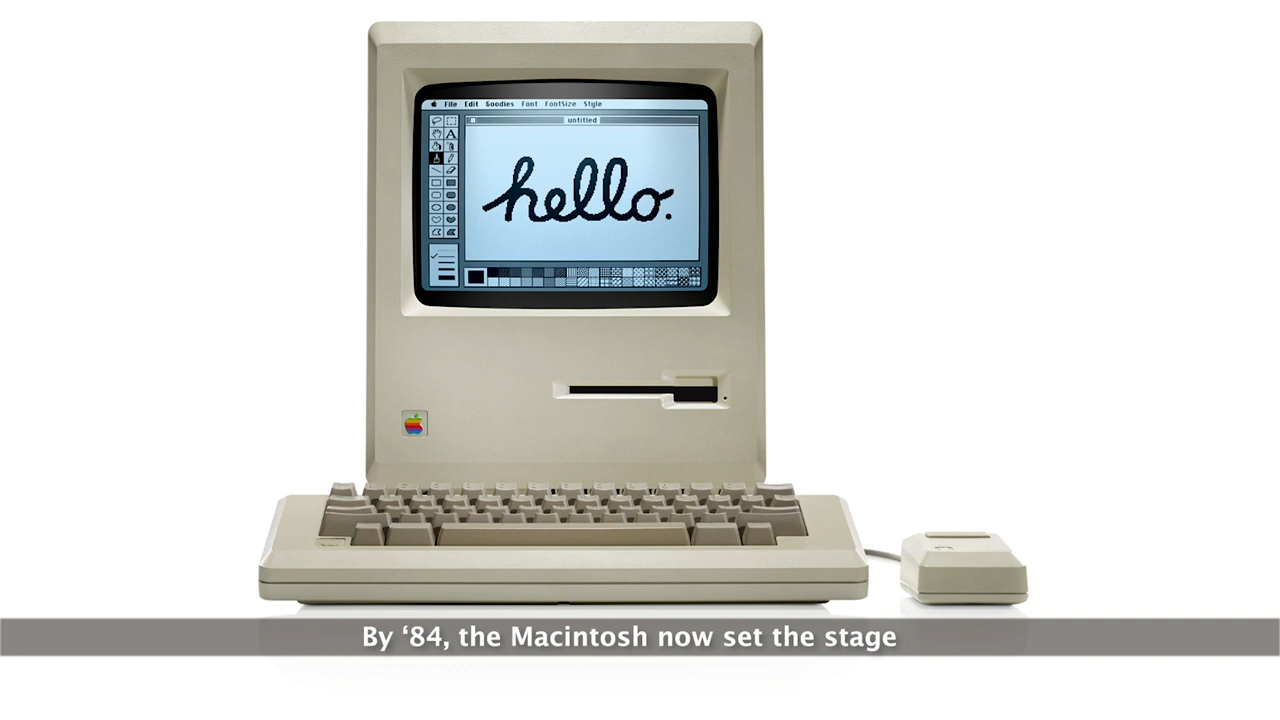 File Edit Goodies Font FontSize Style
untitled
A
hello.
By ‘84, the Macintosh now set the stage